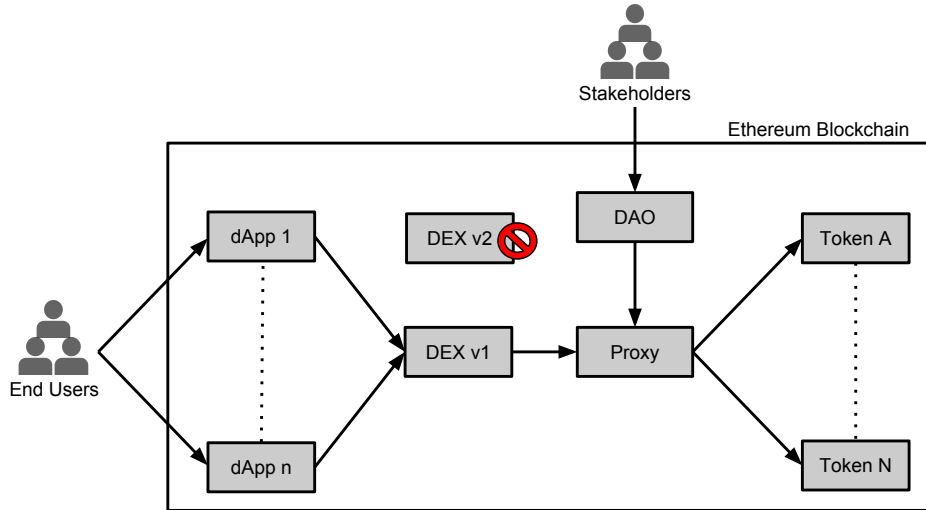 Stakeholders
Ethereum Blockchain
dApp 1
DEX v2
DAO
Token A
DEX v1
Proxy
End Users
dApp n
Token N